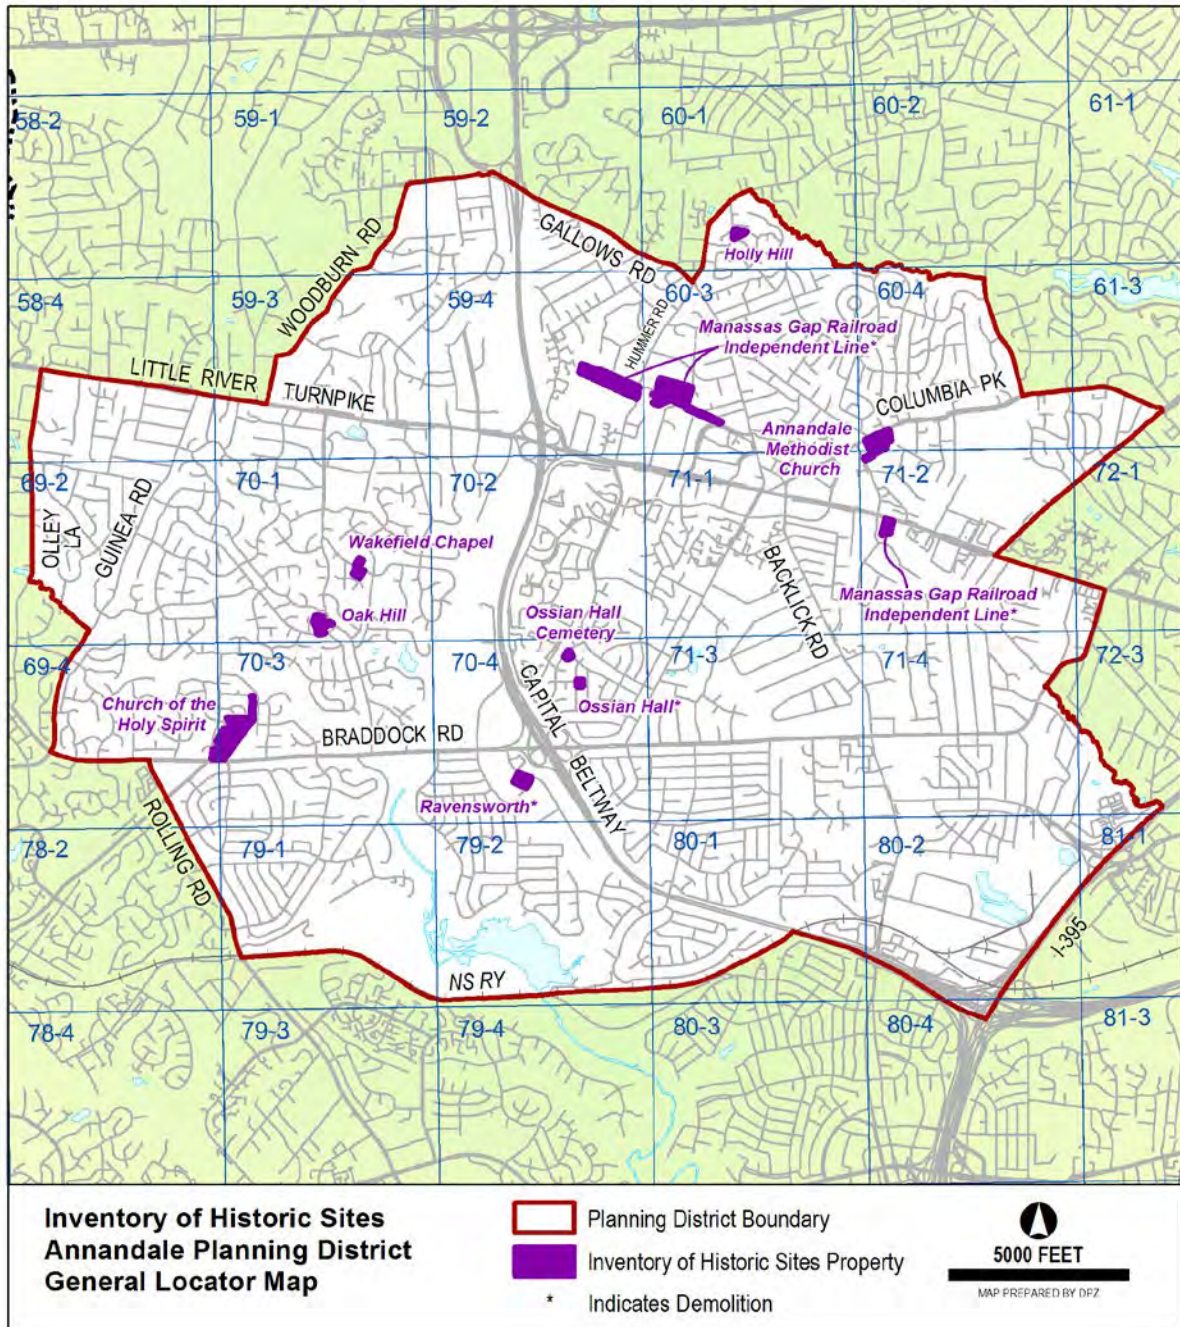 58-2
59-1
59-2
60-1
60-2
61-1
WOODBURN RD
GALLOWS RD
Holly Hill
58-4
59-3
59-4
60-3
60-4
61-3
HUMMER RD
Manassas Gap Railroad
Independent Line*
LITTLE RIVER
TURNPIKE
COLUMBIA PK
Annandale
Methodist
Church
69-2
70-1
70-2
71-1
71-2
72-1
OLLEY
LA
GUINEA RD
Wakefield Chapel
BACKLICK RD
Oak Hill
Ossian Hall
Cemetery
Manassas Gap Railroad
Independent Line*
69-4
70-3
70-4
71-3
71-4
72-3
Church of the
Holy Spirit
CAPITAL BELTWAY
Ossian Hall*
BRADDOCK RD
Ravensworth*
ROLLING RD
78-2
79-1
79-2
80-1
80-2
81-1
I-395
NS RY
78-4
79-3
79-4
80-3
80-4
81-3
Inventory of Historic Sites
Annandale Planning District
General Locator Map
Planning District Boundary
Inventory of Historic Sites Property
* Indicates Demolition
5000 FEET
MAP PREPARED BY DPZ